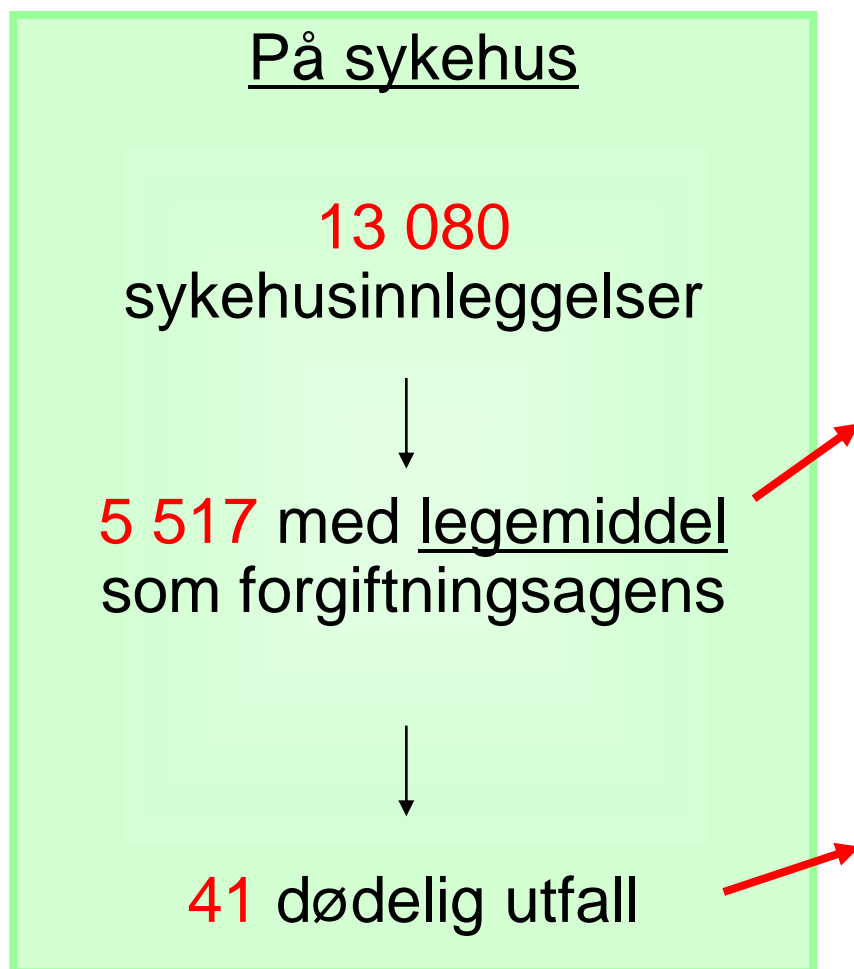 På sykehus
13 080
sykehusinnleggelser
5 517 med legemiddel
som forgiftningsagens
41 dødelig utfall